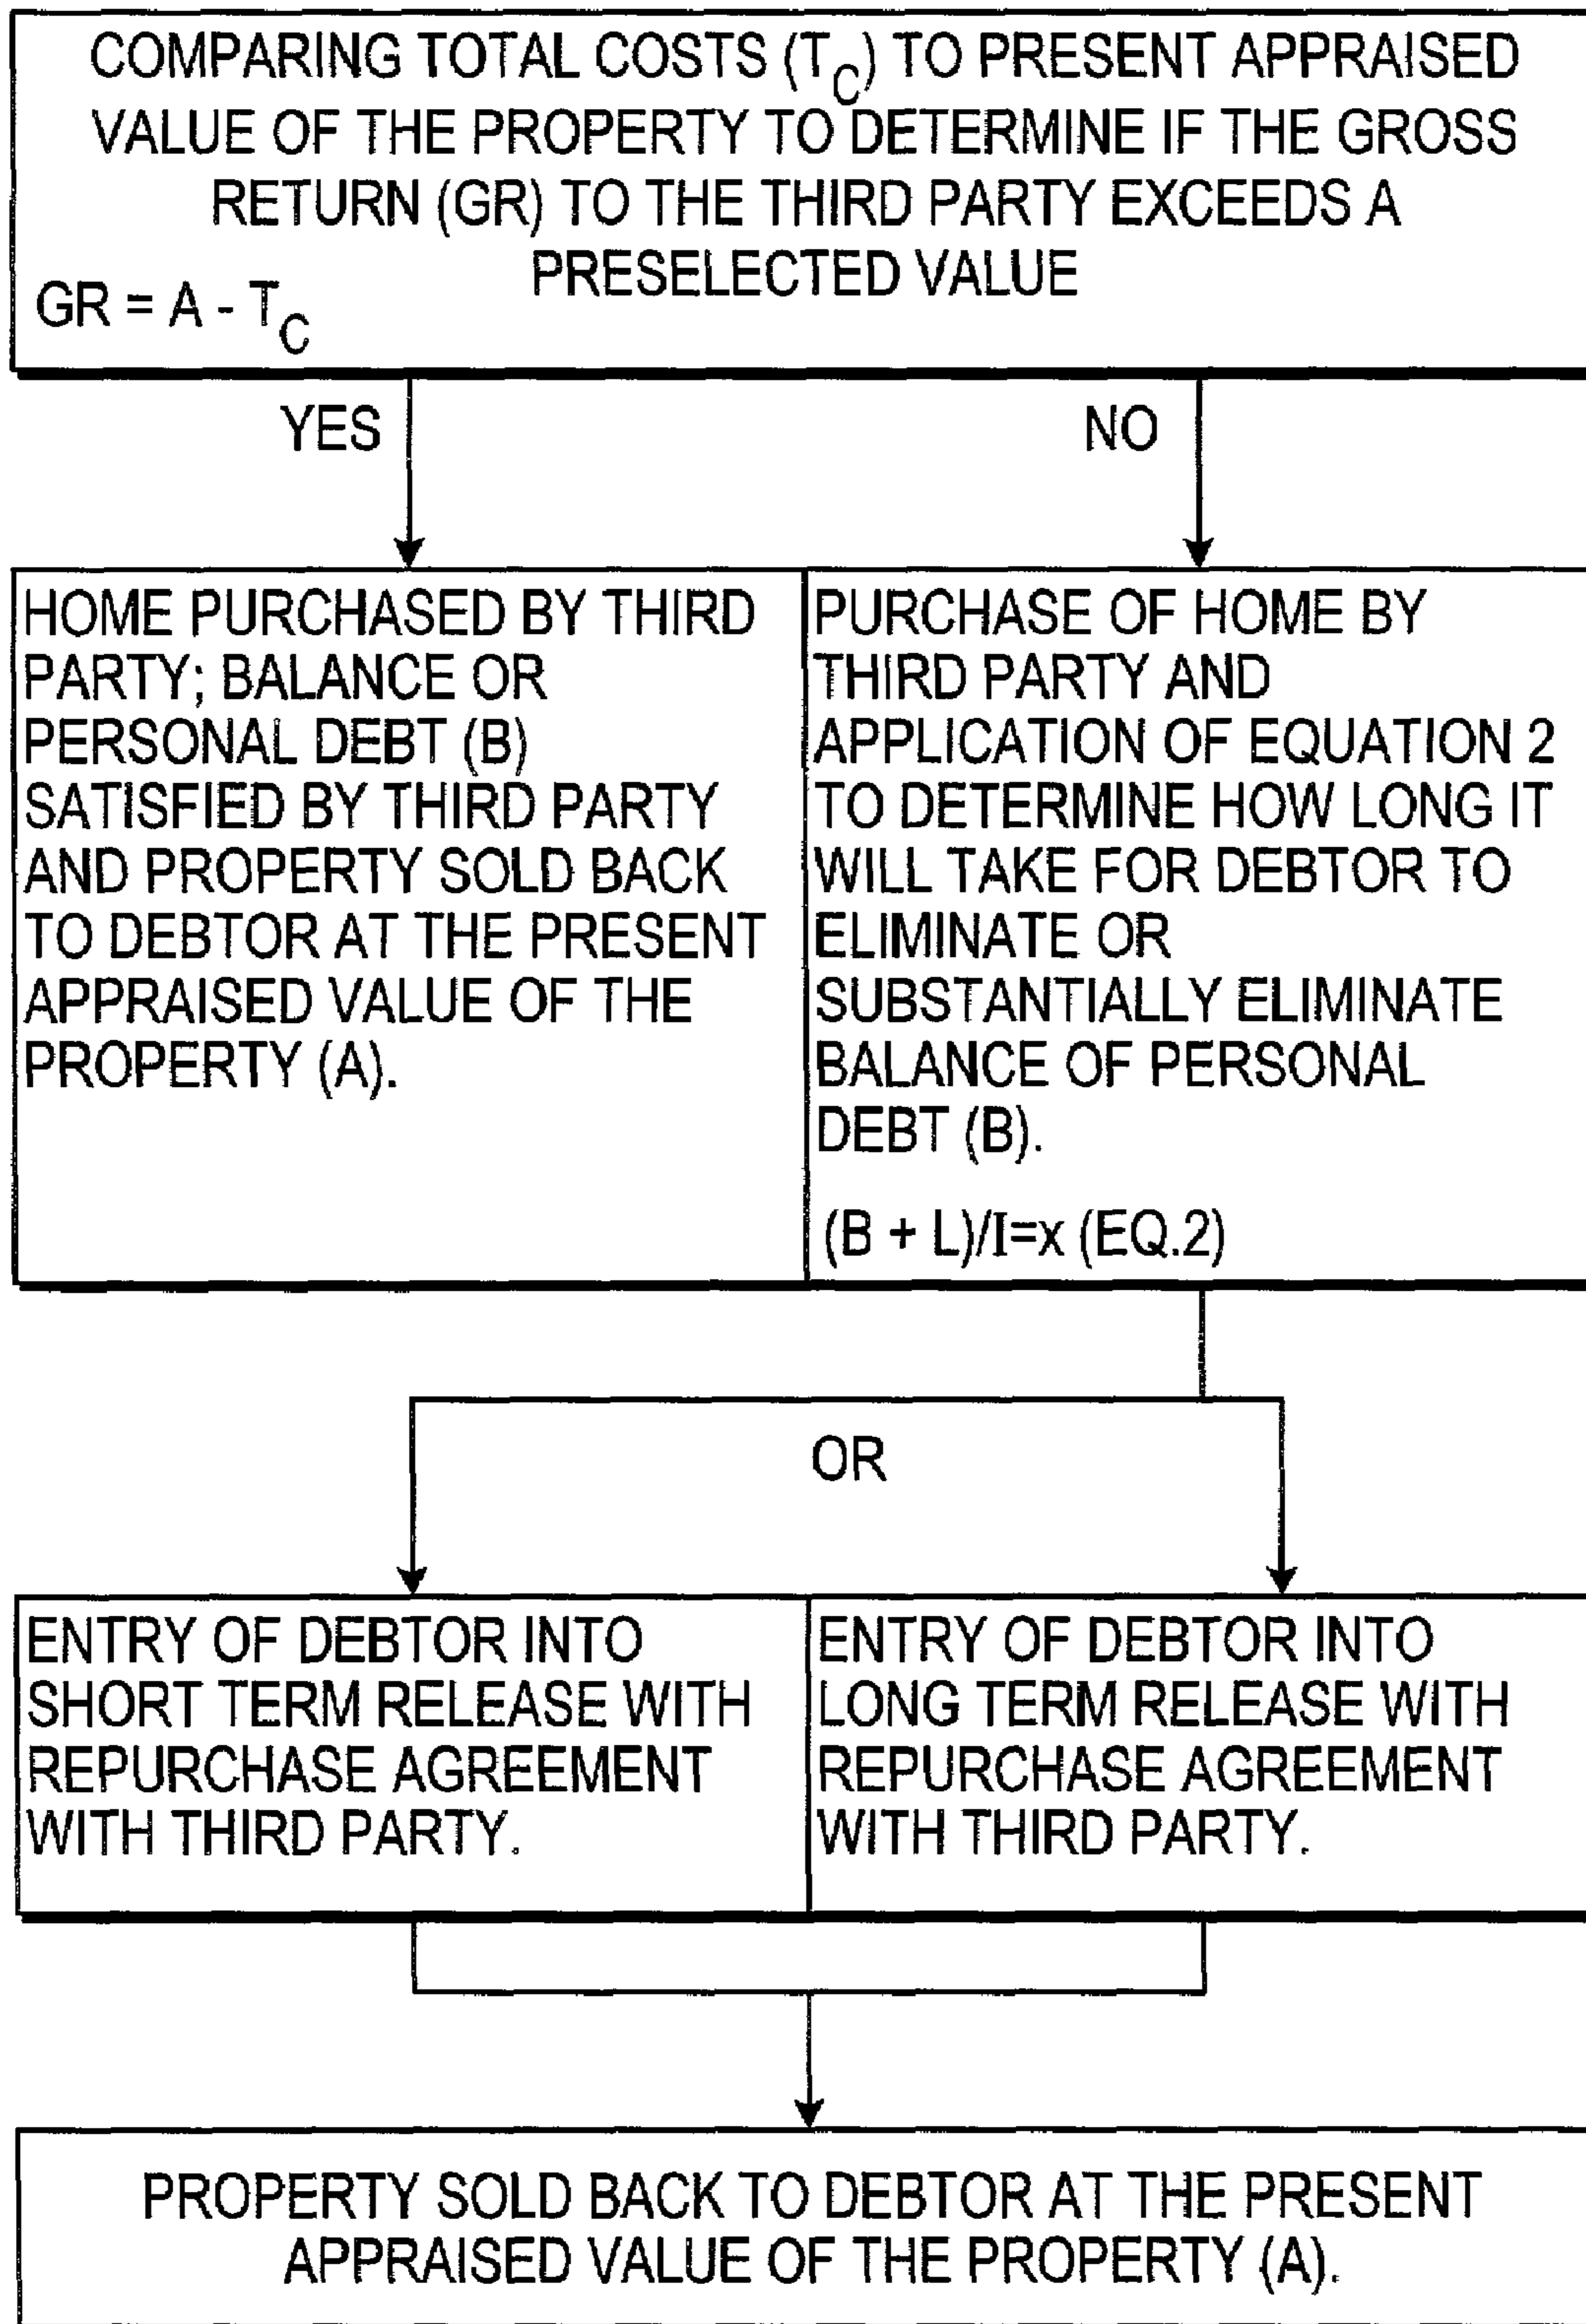 COMPARING TOTAL COSTS (TC) TO PRESENT APPRAISED
VALUE OF THE PROPERTY TO DETERMINE IF THE GROSS
RETURN (GR) TO THE THIRD PARTY EXCEEDS A
PRESELECTED VALUE
GR = A - TC
YES
NO
HOME PURCHASED BY THIRD
PARTY; BALANCE OR
PERSONAL DEBT (B)
SATISFIED BY THIRD PARTY
AND PROPERTY SOLD BACK
TO DEBTOR AT THE PRESENT
APPRAISED VALUE OF THE
PROPERTY (A).
PURCHASE OF HOME BY
THIRD PARTY AND
APPLICATION OF EQUATION 2
TO DETERMINE HOW LONG IT
WILL TAKE FOR DEBTOR TO
ELIMINATE OR
SUBSTANTIALLY ELIMINATE
BALANCE OF PERSONAL
DEBT (B).
(B + L)/I=x (EQ.2)
OR
ENTRY OF DEBTOR INTO
SHORT TERM RELEASE WITH
REPURCHASE AGREEMENT
WITH THIRD PARTY.
ENTRY OF DEBTOR INTO
LONG TERM RELEASE WITH
REPURCHASE AGREEMENT
WITH THIRD PARTY.
PROPERTY SOLD BACK TO DEBTOR AT THE PRESENT
APPRAISED VALUE OF THE PROPERTY (A).